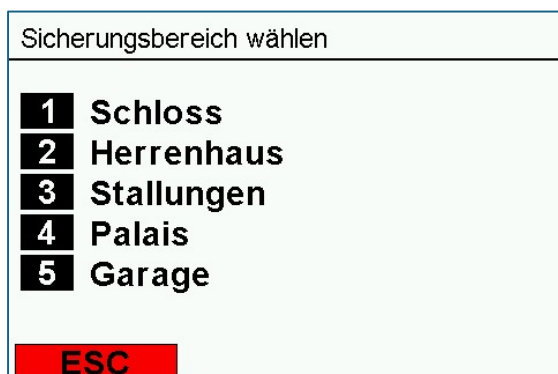 Sicherungsbereich wählen
1 Schloss
2 Herrenhaus
3 Stallungen
4 Palais
5 Garage
ESC